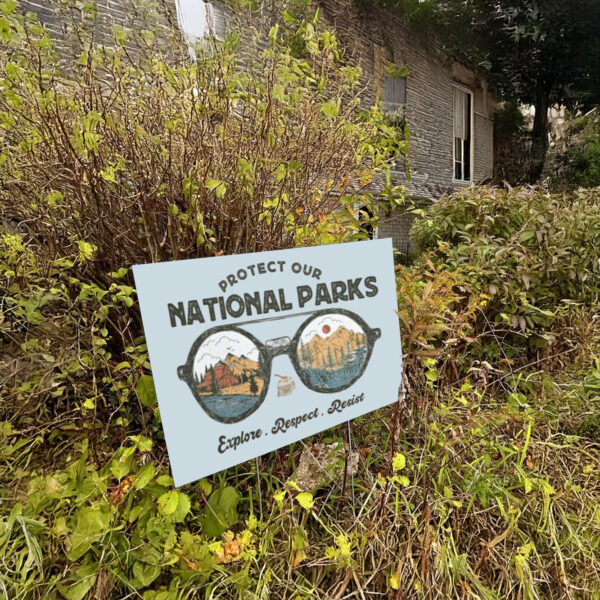 PROTECT OUR
NATIONAL PARKS
Explore . Respect . Resist